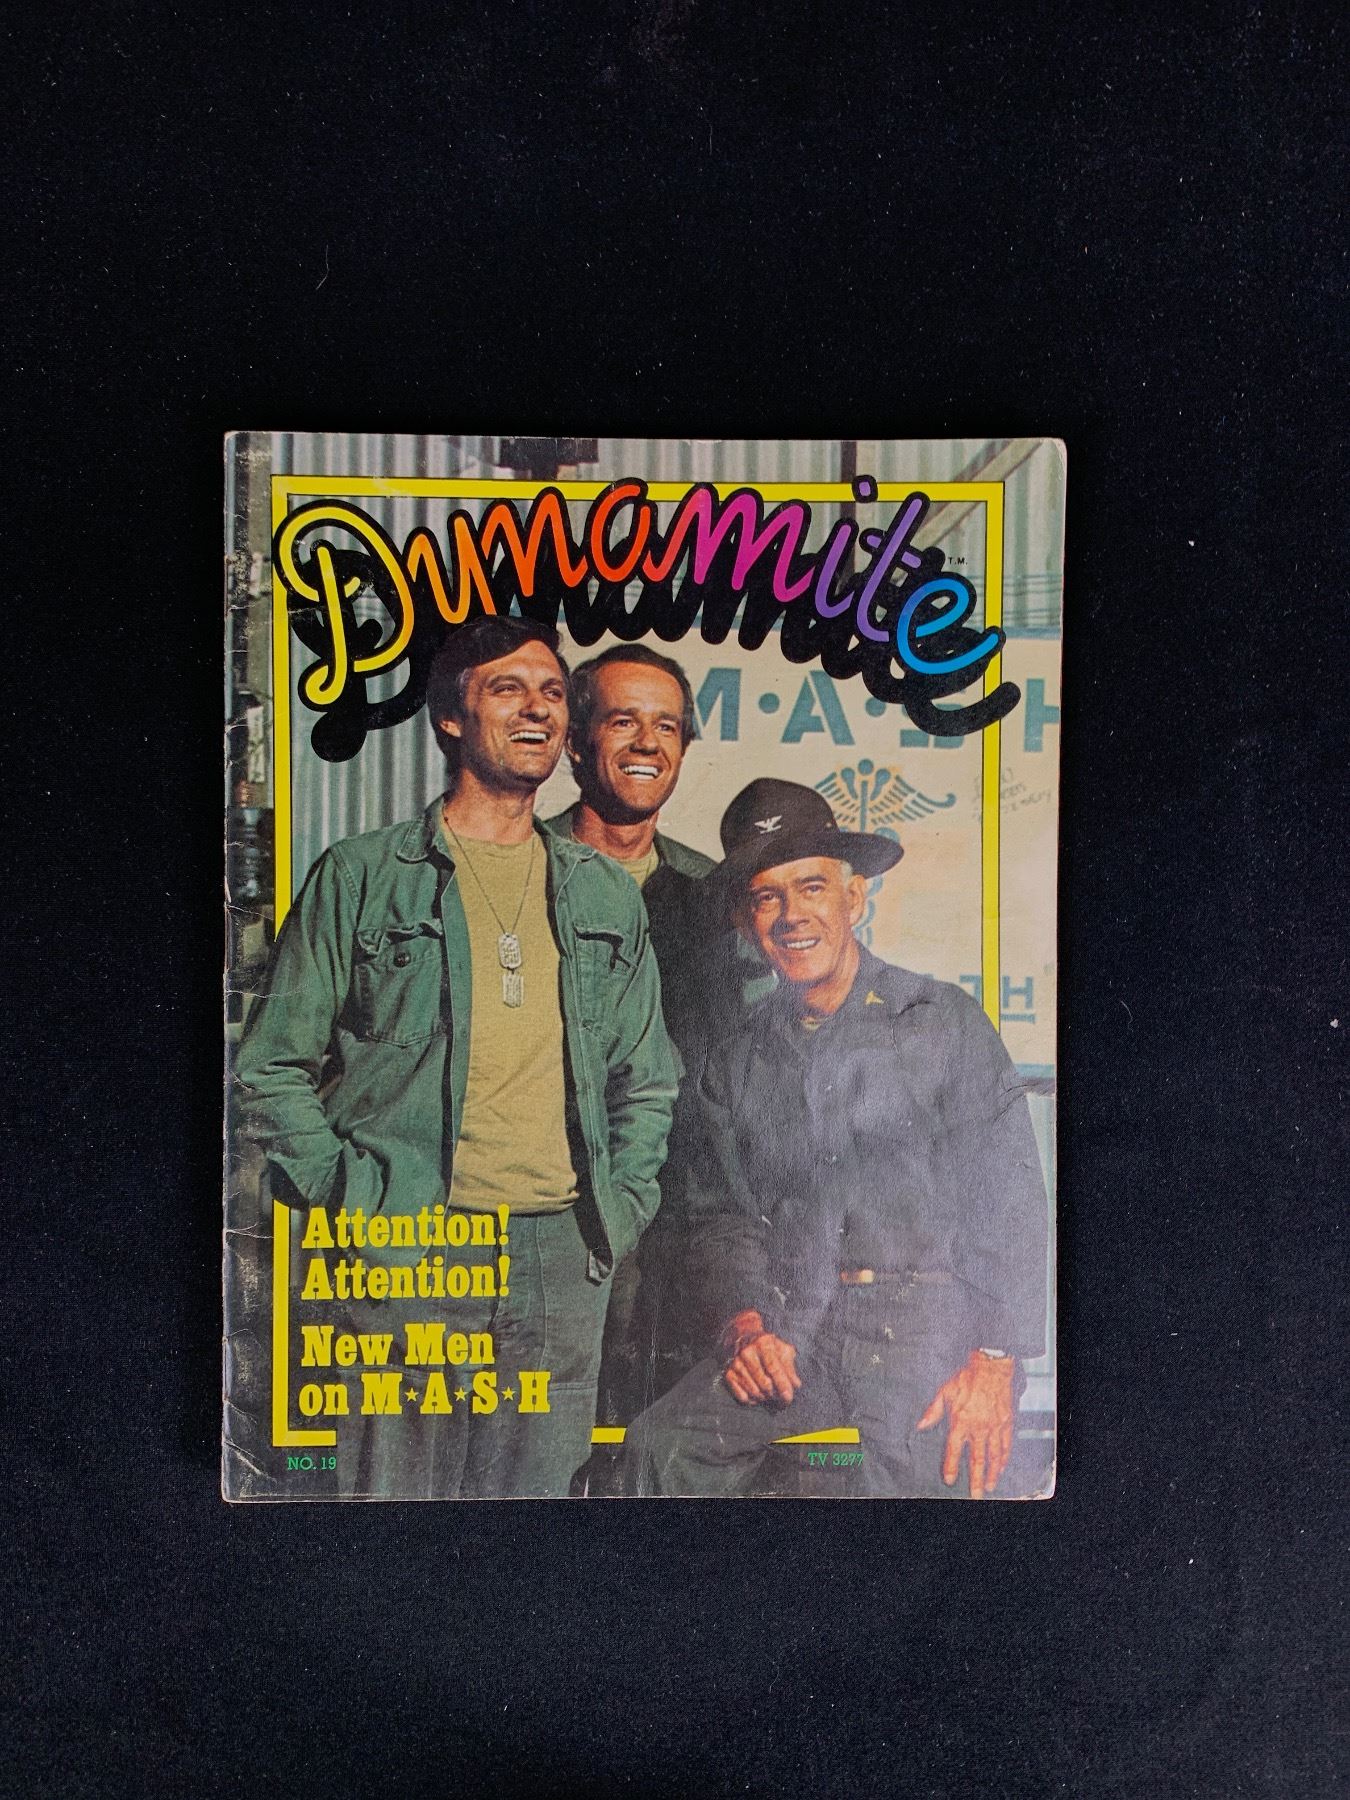 Dynamite
T.M.
M·A·S·H
Attention!
Attention!
New Men
on M★A★S★H
NO. 19
TV 3277